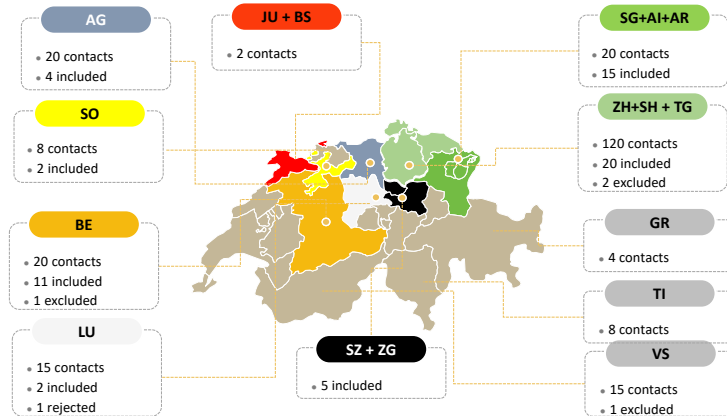 AG
20 contacts
4 included
JU + BS
2 contacts
SG+AI+AR
20 contacts
15 included
SO
8 contacts
2 included
ZH+SH + TG
120 contacts
20 included
2 excluded
BE
20 contacts
11 included
1 excluded
GR
4 contacts
TI
8 contacts
LU
15 contacts
2 included
1 rejected
SZ + ZG
5 included
VS
15 contacts
1 excluded